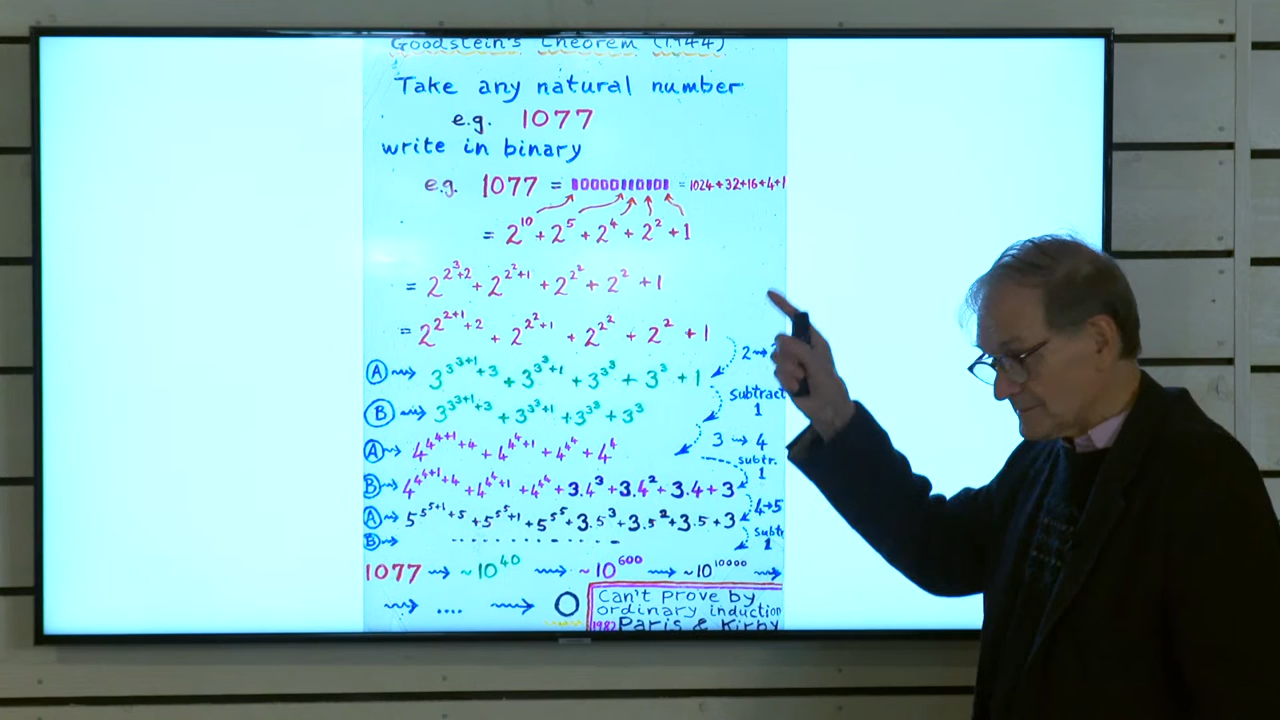 Goodstein's theorem (1944)
Take any natural number
e.g. 1077
write in binary
e.g. 1077 = 10000110101 = 1024+32+16+4+1
= 2^10 + 2^5 + 2^4 + 2^2 + 1
= 2^(2^3+2) + 2^(2^2+1) + 2^(2^2) + 2^2 + 1
= 2^(2^(2+1)+2) + 2^(2^2+1) + 2^(2^2) + 2^2 + 1
2 →
Ⓐ ⇝ 3^(3^(3+1)+3) + 3^(3^3+1) + 3^(3^3) + 3^3 + 1
Subtract 
1
Ⓑ ⇝ 3^(3^(3+1)+3) + 3^(3^3+1) + 3^(3^3) + 3^3
3 → 4
Ⓐ ⇝ 4^(4^(4+1)+4) + 4^(4^4+1) + 4^(4^4) + 4^4
subtr.
1
Ⓑ ⇝ 4^(4^(4+1)+4) + 4^(4^4+1) + 4^(4^4) + 3.4^3 + 3.4^2 + 3.4 + 3
4→5
Ⓐ ⇝ 5^(5^(5+1)+5) + 5^(5^5+1) + 5^(5^5) + 3.5^3 + 3.5^2 + 3.5 + 3
Subtr
1
Ⓑ ⇝ ..............
1077 ⇝ ~10^40 ⇝ ~10^600 ⇝ ~10^10000 ⇝
⇝ .... ⇝ 0
Can't prove by
ordinary induction
1982 Paris & Kirby